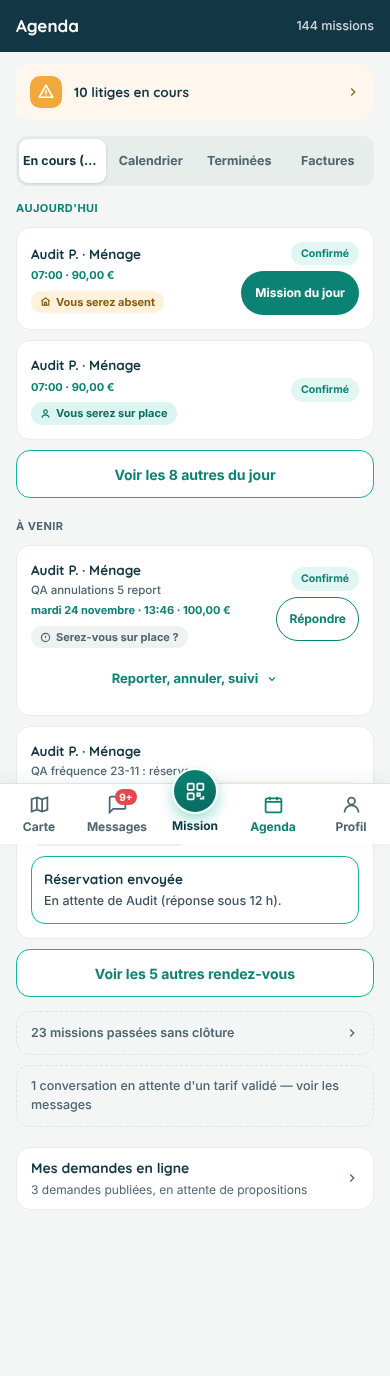 Agenda
144 missions
10 litiges en cours
En cours (...
Calendrier
Terminées
Factures
AUJOURD'HUI
Audit P. · Ménage
Confirmé
07:00 · 90,00 €
Mission du jour
Vous serez absent
Audit P. · Ménage
07:00 · 90,00 €
Confirmé
Vous serez sur place
Voir les 8 autres du jour
À VENIR
Audit P. · Ménage
QA annulations 5 report
Confirmé
mardi 24 novembre · 13:46 · 100,00 €
Répondre
Serez-vous sur place ?
Reporter, annuler, suivi
Audit P. · Ménage
QA fréquence 23-11 :
9+
Carte
Messages
Mission
Agenda
Profil
Réservation envoyée
En attente de Audit (réponse sous 12 h).
Voir les 5 autres rendez-vous
23 missions passées sans clôture
1 conversation en attente d'un tarif validé — voir les
messages
Mes demandes en ligne
3 demandes publiées, en attente de propositions